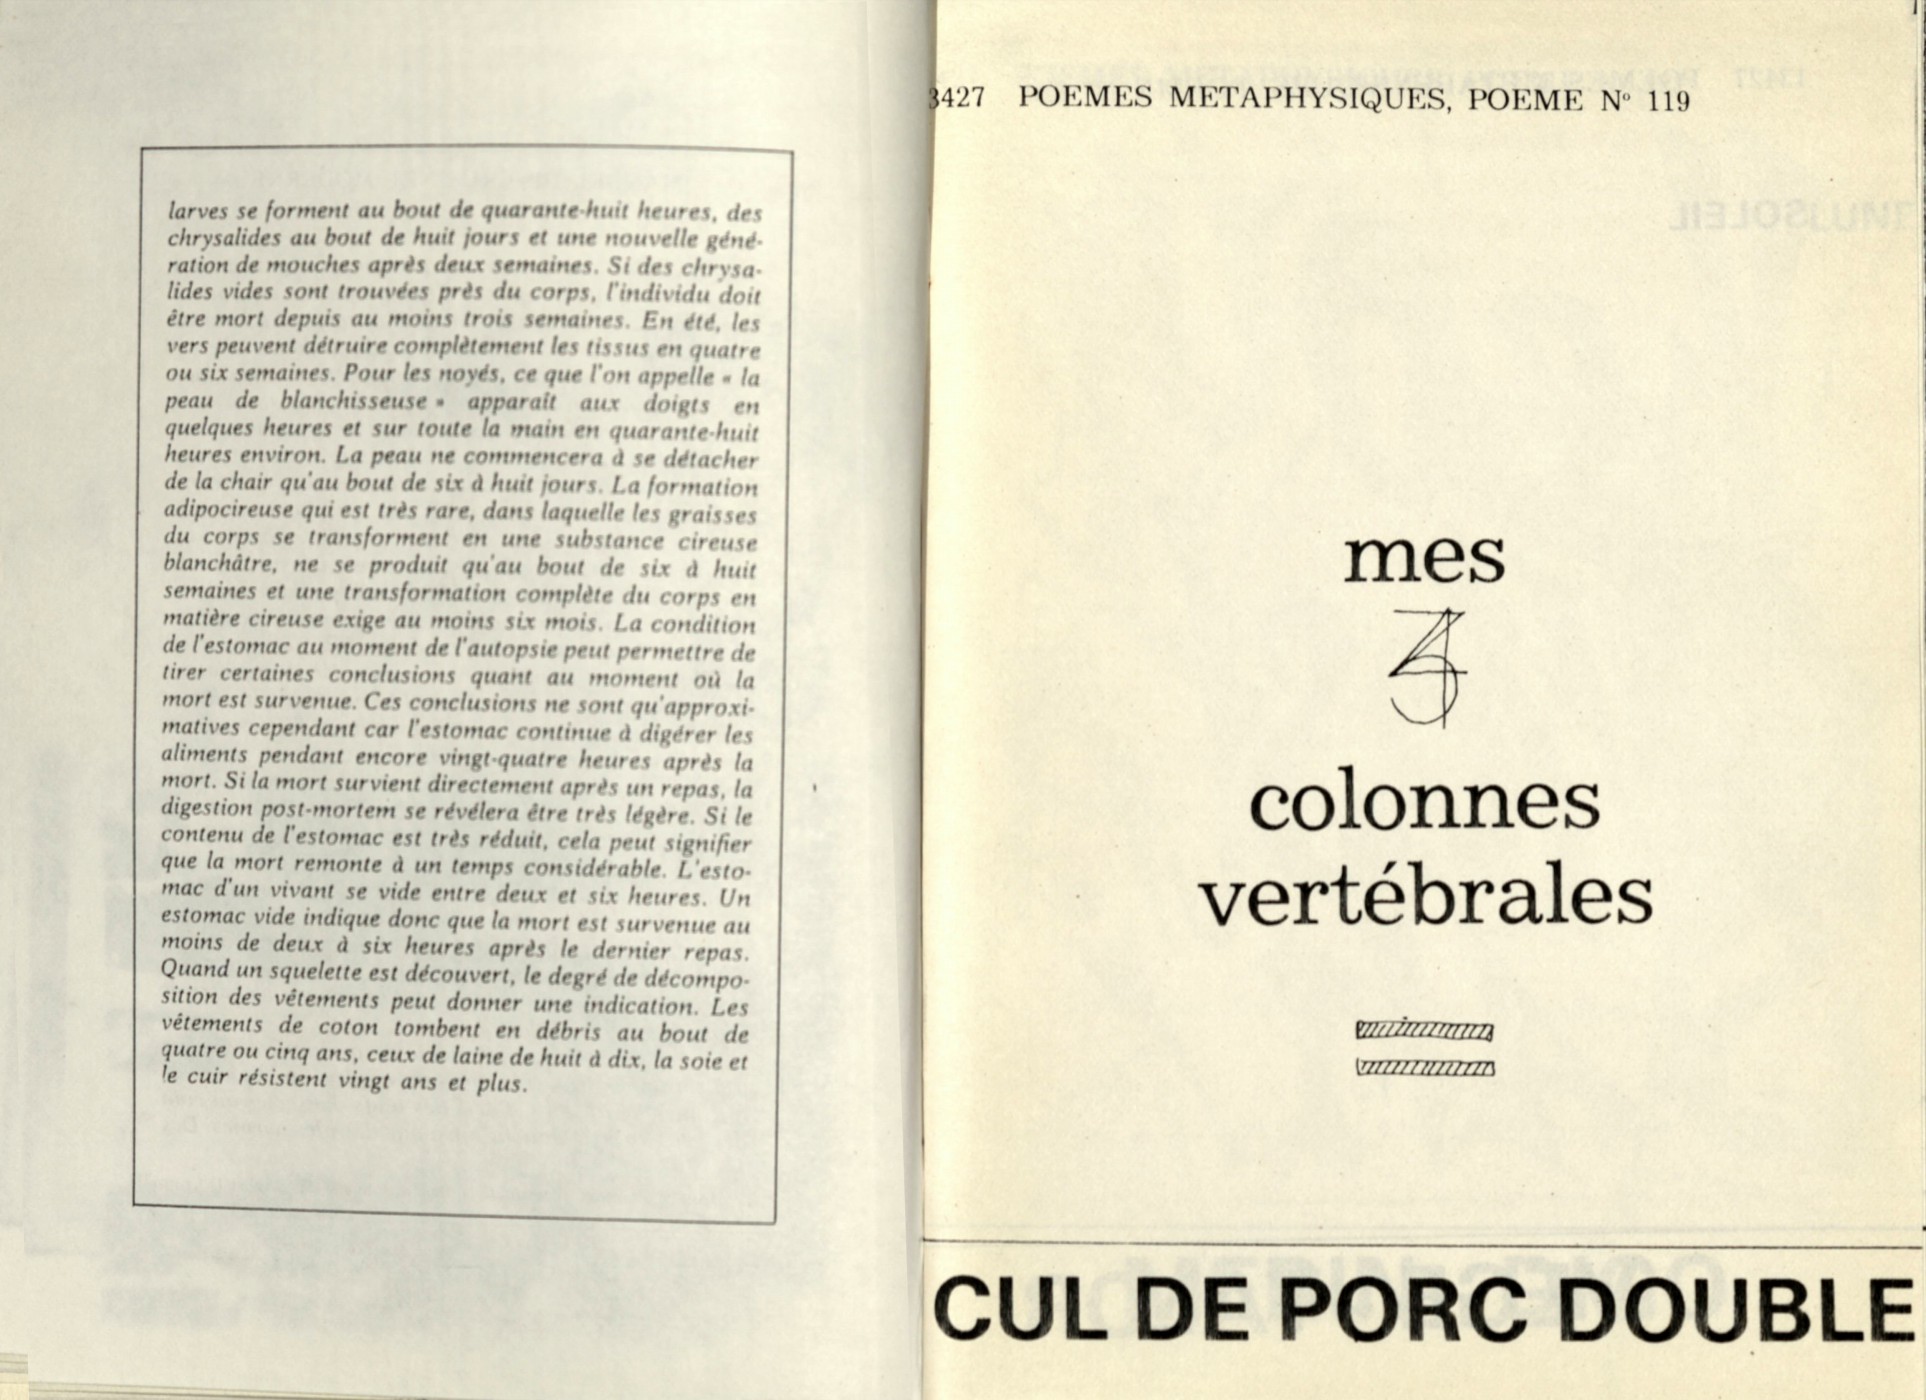 larves se forment au bout de quarante-huit heures, des
chrysalides au bout de huit jours et une nouvelle géné-
ration de mouches après deux semaines. Si des chrysa-
lides vides sont trouvées près du corps, l'individu doit
être mort depuis au moins trois semaines. En été, les
vers peuvent détruire complètement les tissus en quatre
ou six semaines. Pour les noyés, ce que l'on appelle « la
peau de blanchisseuse » apparaît aux doigts en
quelques heures et sur toute la main en quarante-huit
heures environ. La peau ne commencera à se détacher
de la chair qu'au bout de six à huit jours. La formation
adipocireuse qui est très rare, dans laquelle les graisses
du corps se transforment en une substance cireuse
blanchâtre, ne se produit qu'au bout de six à huit
semaines et une transformation complète du corps en
matière cireuse exige au moins six mois. La condition
de l'estomac au moment de l'autopsie peut permettre de
tirer certaines conclusions quant au moment où la
mort est survenue. Ces conclusions ne sont qu'approxi-
matives cependant car l'estomac continue à digérer les
aliments pendant encore vingt-quatre heures après la
mort. Si la mort survient directement après un repas, la
digestion post-mortem se révélera être très légère. Si le
contenu de l'estomac est très réduit, cela peut signifier
que la mort remonte à un temps considérable. L'esto-
mac d'un vivant se vide entre deux et six heures. Un
estomac vide indique donc que la mort est survenue au
moins de deux à six heures après le dernier repas.
Quand un squelette est découvert, le degré de décompo-
sition des vêtements peut donner une indication. Les
vêtements de coton tombent en débris au bout de
quatre ou cinq ans, ceux de laine de huit à dix, la soie et
le cuir résistent vingt ans et plus.
3427 POEMES METAPHYSIQUES, POEME Nº 119
mes
colonnes
vertébrales
CUL DE PORC DOUBLE